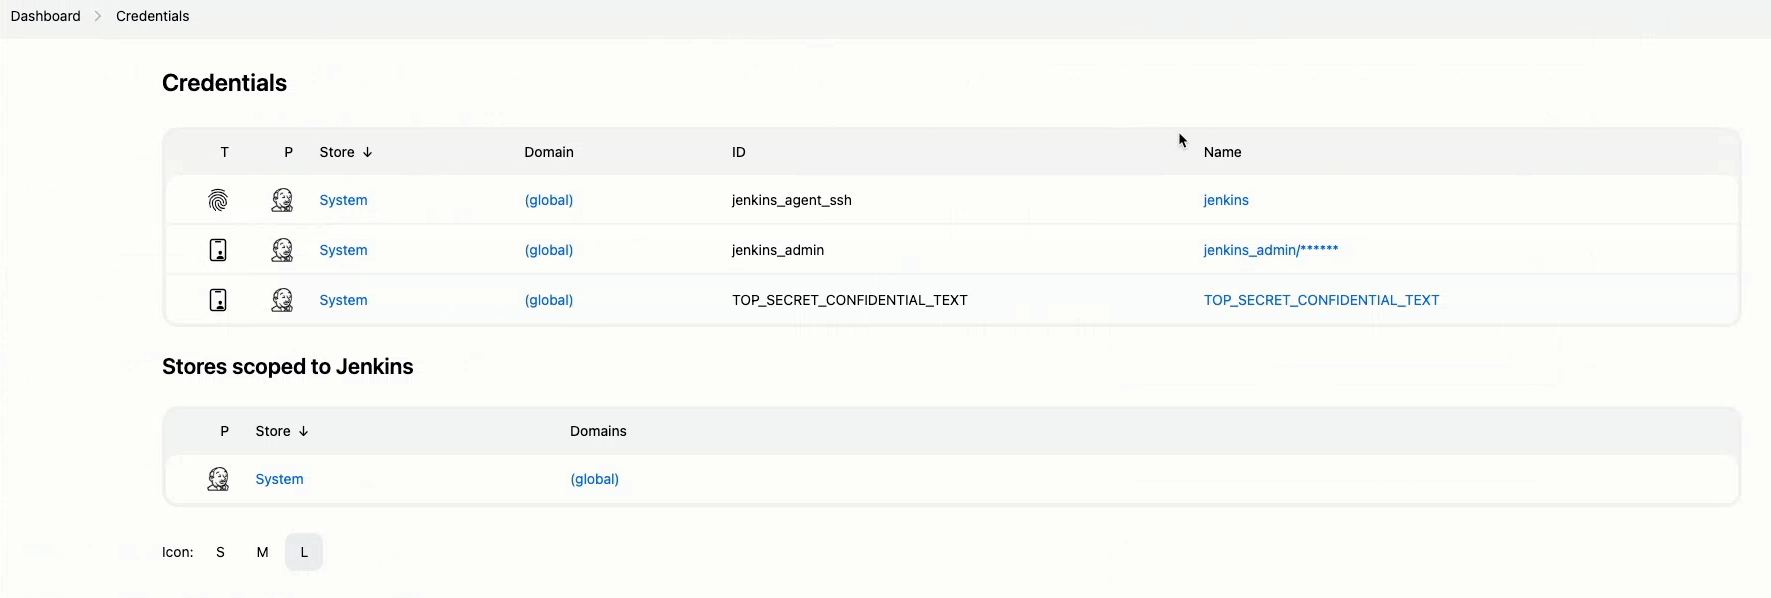 Dashboard > Credentials
Credentials
T P Store ↓ Domain ID Name
System (global) jenkins_agent_ssh jenkins
System (global) jenkins_admin jenkins_admin/******
System (global) TOP_SECRET_CONFIDENTIAL_TEXT TOP_SECRET_CONFIDENTIAL_TEXT
Stores scoped to Jenkins
P Store ↓ Domains
System (global)
Icon: S M L